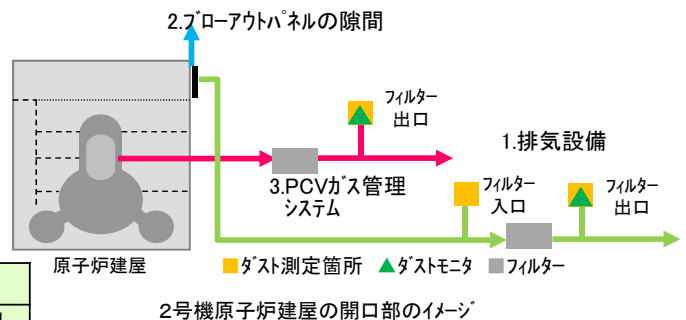 2.ﾌﾞﾛｰｱｳﾄﾊﾟﾈﾙの隙間
ﾌｨﾙﾀｰ
出口
1.排気設備
3.PCVｶﾞｽ管理
ｼｽﾃﾑ
ﾌｨﾙﾀｰ
入口
ﾌｨﾙﾀｰ
出口
原子炉建屋
■ﾀﾞｽﾄ測定箇所 ▲ﾀﾞｽﾄﾓﾆﾀ ■ﾌｨﾙﾀｰ
２号機原子炉建屋の開口部のｲﾒｰｼﾞ